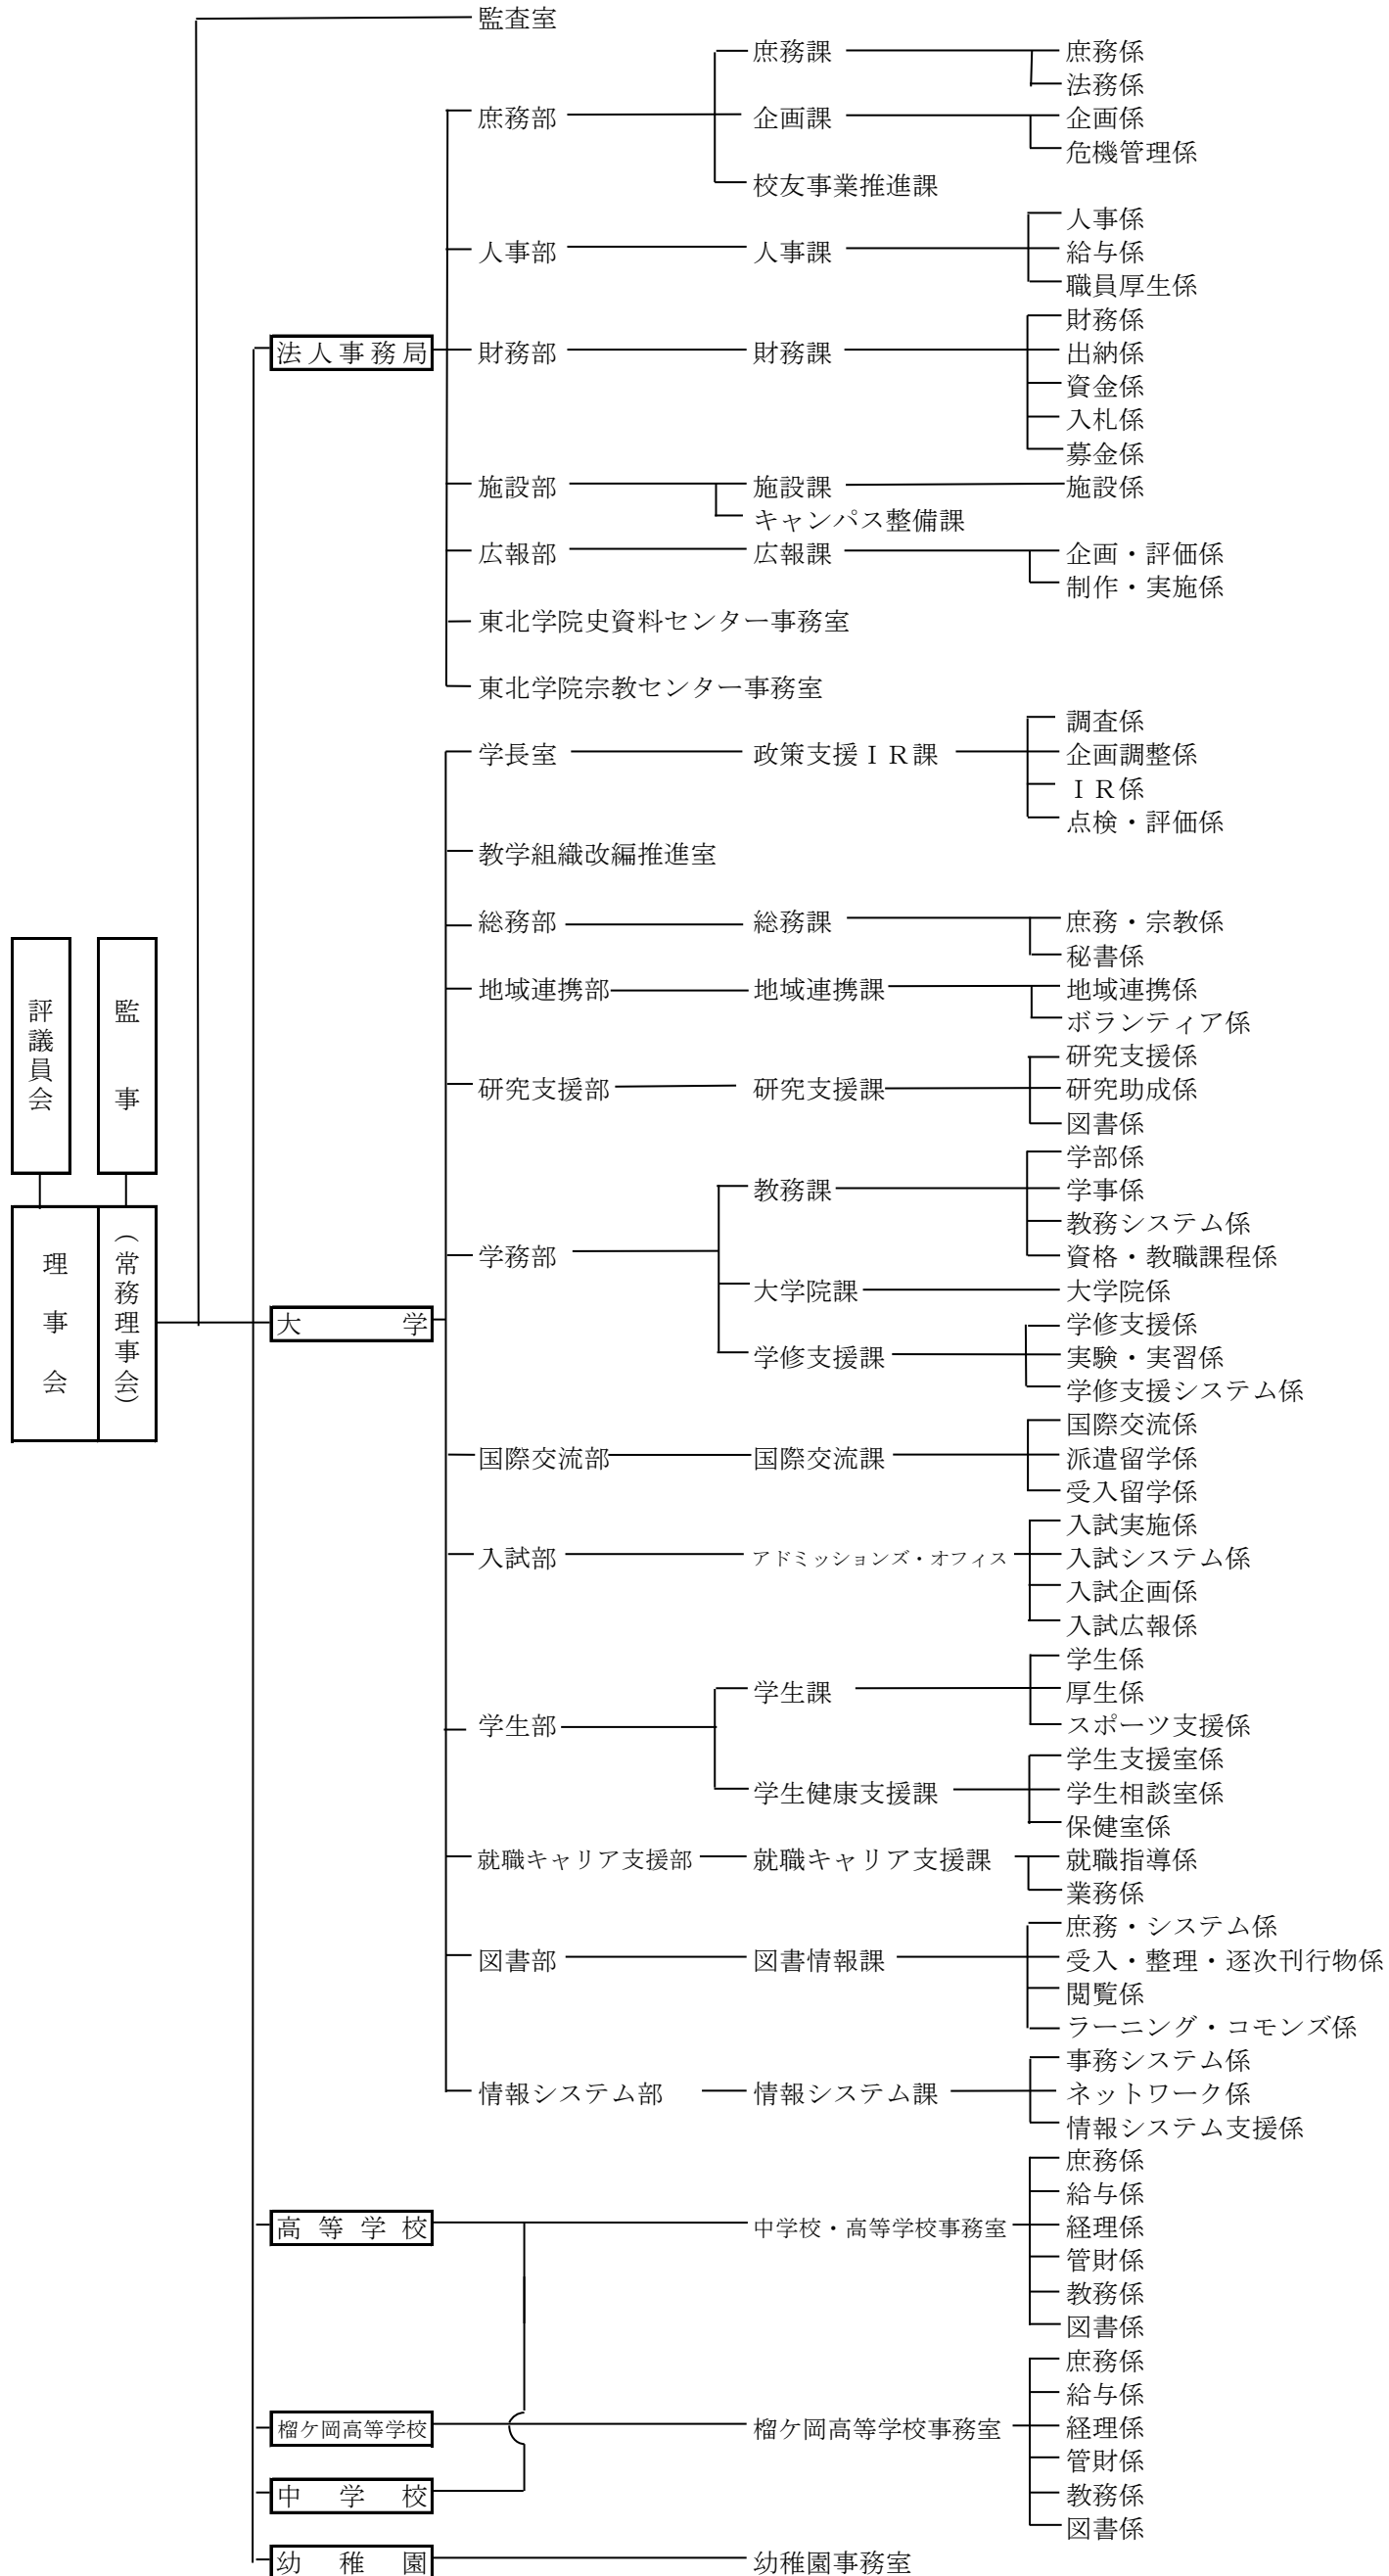 監査室
庶務課
庶務係
法務係
庶務部
企画課
企画係
危機管理係
校友事業推進課
人事係
人事部
人事課
給与係
職員厚生係
財務係
法人事務局
財務部
財務課
出納係
資金係
入札係
募金係
施設部
施設課
施設係
キャンパス整備課
広報部
広報課
企画・評価係
制作・実施係
東北学院史資料センター事務室
東北学院宗教センター事務室
調査係
学長室
政策支援ＩＲ課
企画調整係
ＩＲ係
点検・評価係
教学組織改編推進室
総務部
総務課
庶務・宗教係
秘書係
地域連携部
地域連携課
地域連携係
ボランティア係
評議員会
監事
研究支援係
研究支援部
研究支援課
研究助成係
図書係
学部係
教務課
学事係
教務システム係
学務部
資格・教職課程係
理事会
（常務理事会）
大学院課
大学院係
大学
学修支援係
学修支援課
実験・実習係
学修支援システム係
国際交流係
国際交流部
国際交流課
派遣留学係
受入留学係
入試実施係
入試部
アドミッションズ・オフィス
入試システム係
入試企画係
入試広報係
学生係
学生課
厚生係
学生部
スポーツ支援係
学生支援室係
学生健康支援課
学生相談室係
保健室係
就職キャリア支援部
就職キャリア支援課
就職指導係
業務係
庶務・システム係
図書部
図書情報課
受入・整理・逐次刊行物係
閲覧係
ラーニング・コモンズ係
事務システム係
情報システム部
情報システム課
ネットワーク係
情報システム支援係
庶務係
給与係
高等学校
中学校・高等学校事務室
経理係
管財係
教務係
図書係
庶務係
給与係
榴ケ岡高等学校
榴ケ岡高等学校事務室
経理係
管財係
中学校
教務係
図書係
幼稚園
幼稚園事務室